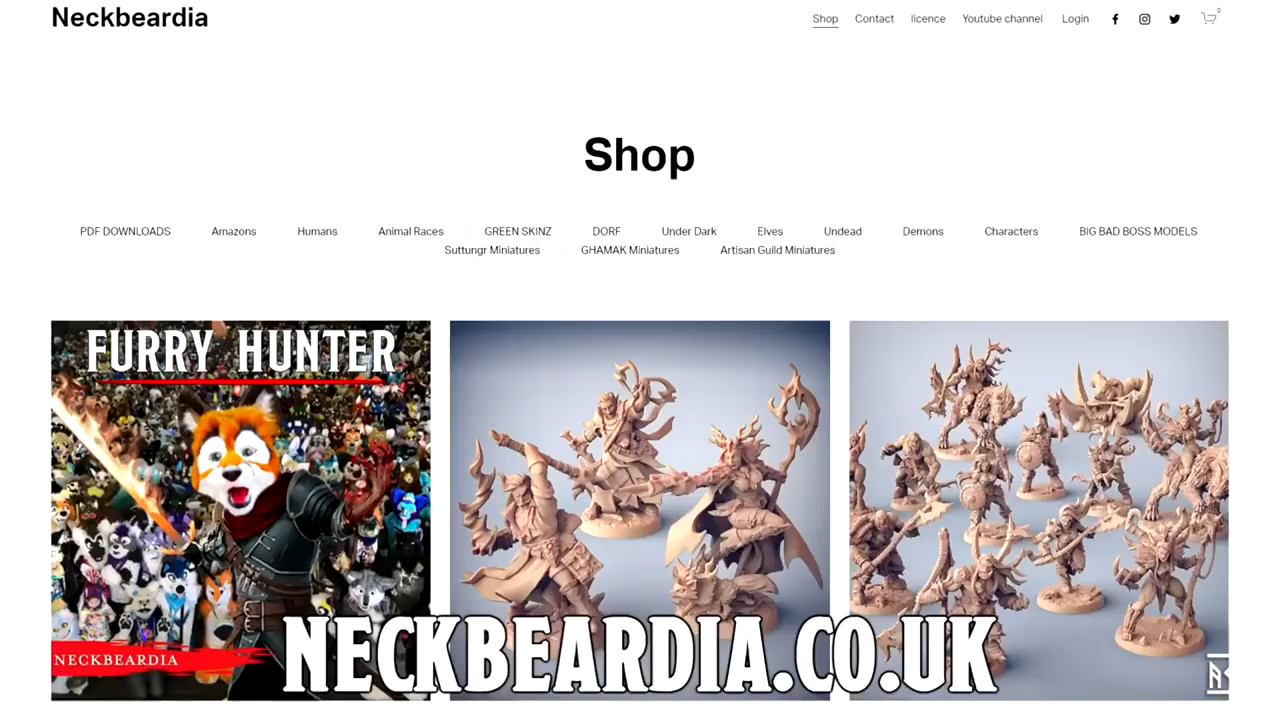 Neckbeardia
Shop Contact licence Youtube channel Login 0
Shop
PDF DOWNLOADS Amazons Humans Animal Races GREEN SKINZ DORF Under Dark Elves Undead Demons Characters BIG BAD BOSS MODELS
Suttungr Miniatures GHAMAK Miniatures Artisan Guild Miniatures
FURRY HUNTER
NECKBEARDIA
NECKBEARDIA.CO.UK